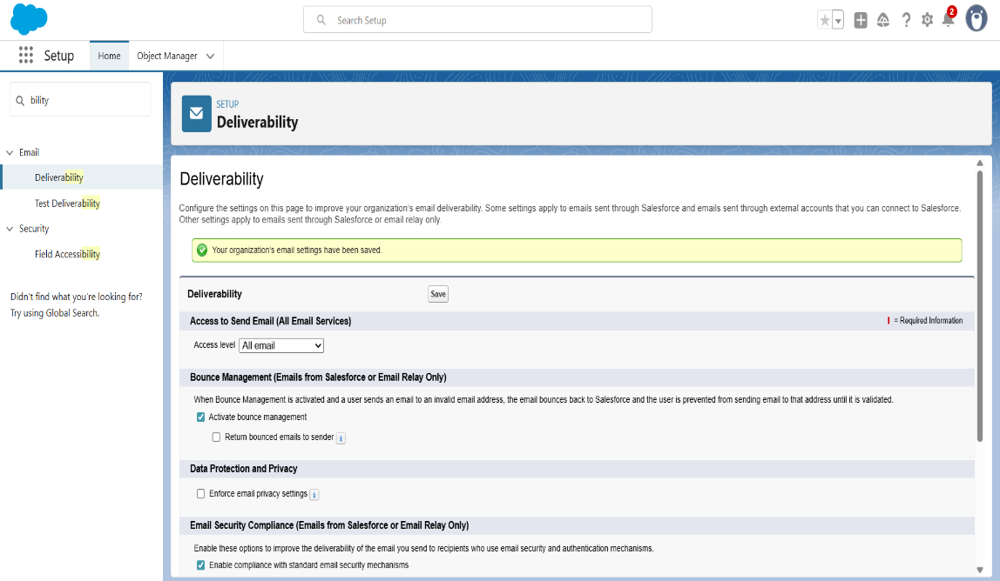 Search Setup
2
Setup
Home
Object Manager
bility
Email
Deliverability
Test Deliverability
Security
Field Accessibility
Didn't find what you're looking for?
Try using Global Search.
SETUP
Deliverability
Deliverability
Configure the settings on this page to improve your organization's email deliverability. Some settings apply to emails sent through Salesforce and emails sent through external accounts that you can connect to Salesforce.
Other settings apply to emails sent through Salesforce or email relay only.
Your organization's email settings have been saved.
Deliverability
Save
Access to Send Email (All Email Services)
= Required Information
Access level
All email
Bounce Management (Emails from Salesforce or Email Relay Only)
When Bounce Management is activated and a user sends an email to an invalid email address, the email bounces back to Salesforce and the user is prevented from sending email to that address until it is validated.
Activate bounce management
Return bounced emails to sender i
Data Protection and Privacy
Enforce email privacy settings i
Email Security Compliance (Emails from Salesforce or Email Relay Only)
Enable these options to improve the deliverability of the email you send to recipients who use email security and authentication mechanisms.
Enable compliance with standard email security mechanisms